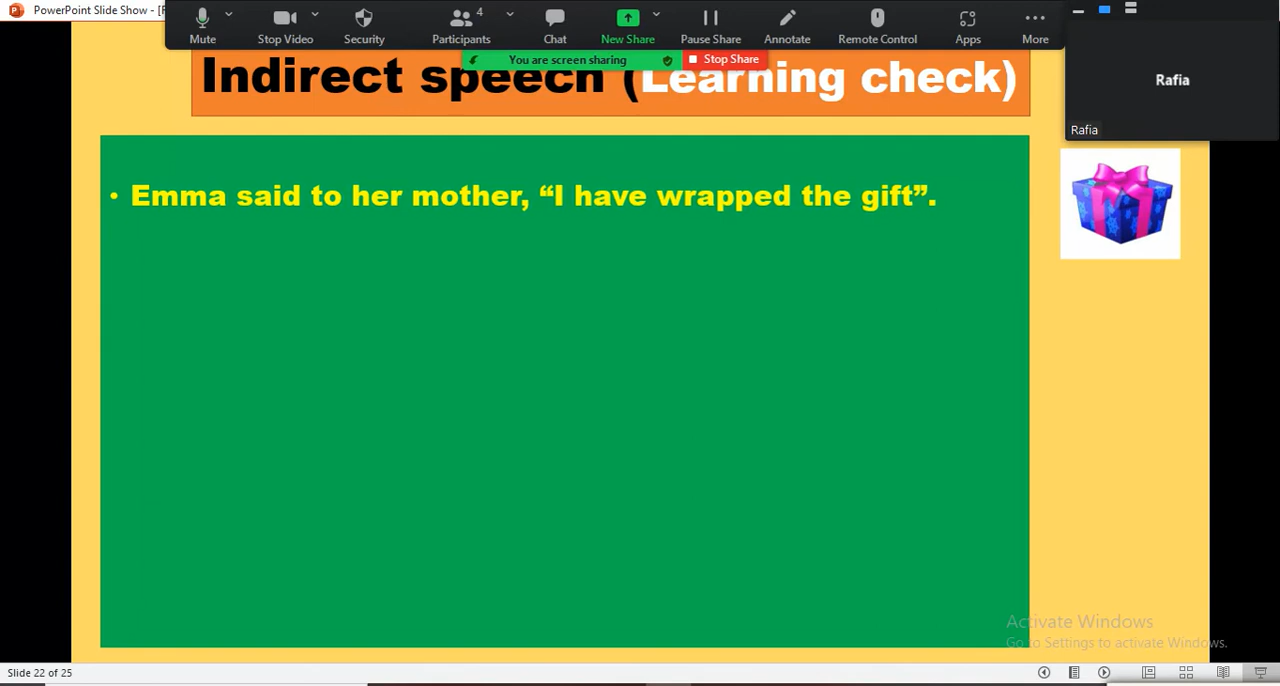 PowerPoint Slide Show - [F
Mute
Stop Video
Security
Participants
4
Chat
New Share
Pause Share
Annotate
Remote Control
Apps
More
You are screen sharing
Stop Share
Rafia
Rafia
Indirect speech (Learning check)
• Emma said to her mother, “I have wrapped the gift”.
Activate Windows
Go to Settings to activate Windows.
Slide 22 of 25